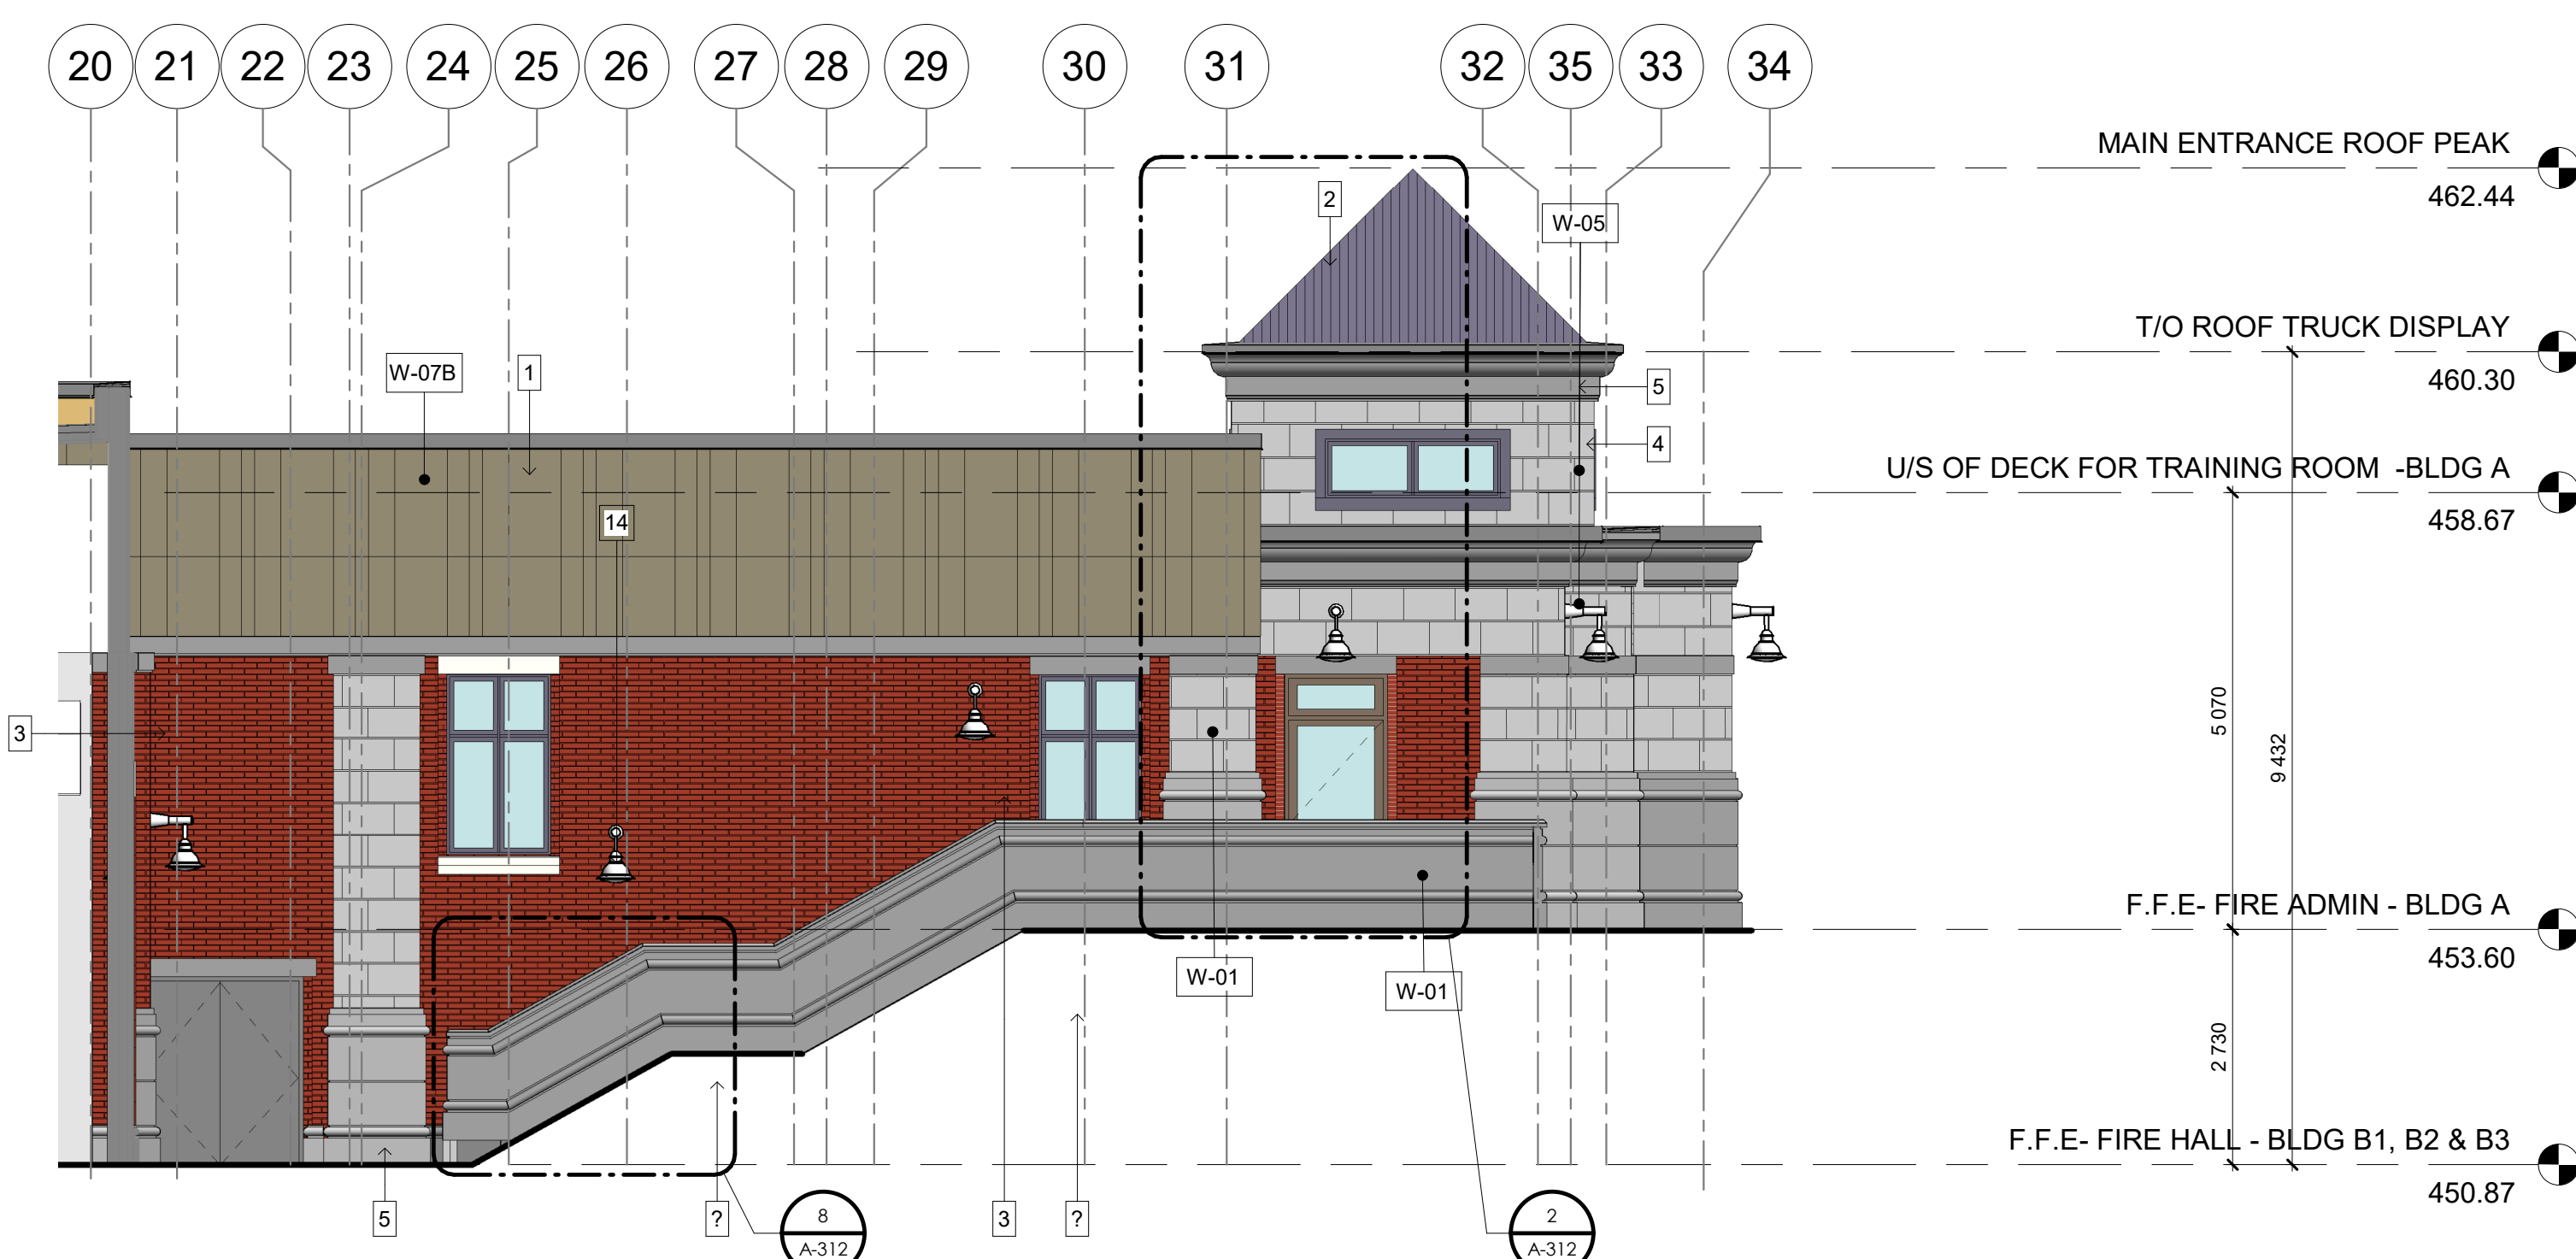 20 21 22 23 24 25 26 27 28 29 30 31 32 35 33 34
MAIN ENTRANCE ROOF PEAK
462.44
2
W-05
T/O ROOF TRUCK DISPLAY
460.30
W-07B
1
5
4
U/S OF DECK FOR TRAINING ROOM -BLDG A
458.67
14
3
5 070
9 432
F.F.E- FIRE ADMIN - BLDG A
453.60
W-01
W-01
2 730
F.F.E- FIRE HALL - BLDG B1, B2 & B3
450.87
5
?
8
A-312
3
?
2
A-312